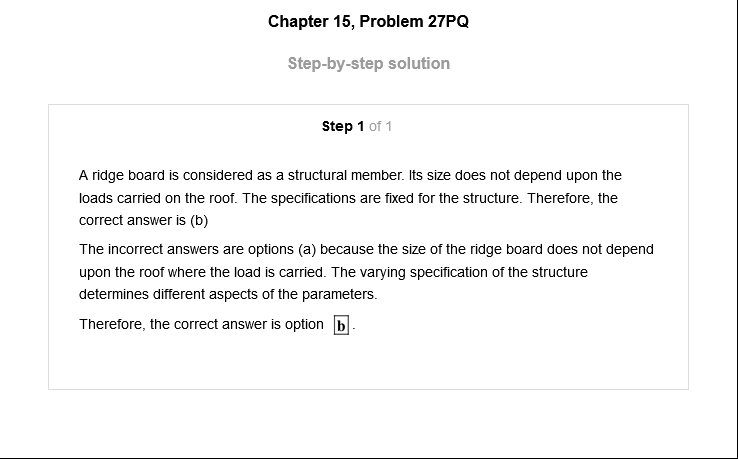 Chapter 15, Problem 27PQ
Step-by-step solution
Step 1 of 1
A ridge board is considered as a structural member. Its size does not depend upon the
loads carried on the roof. The specifications are fixed for the structure. Therefore, the
correct answer is (b)
The incorrect answers are options (a) because the size of the ridge board does not depend
upon the roof where the load is carried. The varying specification of the structure
determines different aspects of the parameters.
Therefore, the correct answer is option b.